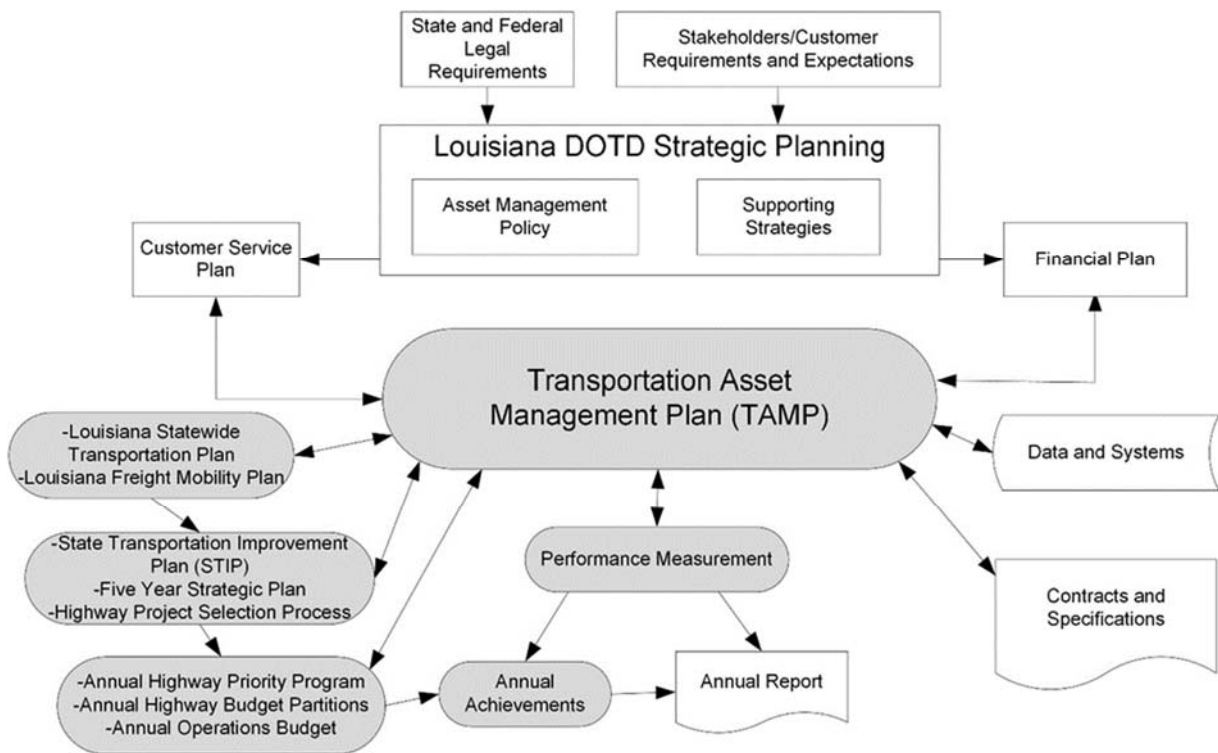 State and Federal
Legal
Requirements
Stakeholders/Customer
Requirements and Expectations
Louisiana DOTD Strategic Planning
Asset Management
Policy
Supporting
Strategies
Customer Service
Plan
Financial Plan
Transportation Asset
Management Plan (TAMP)
-Louisiana Statewide
Transportation Plan
-Louisiana Freight Mobility Plan
Data and Systems
-State Transportation Improvement
Plan (STIP)
-Five Year Strategic Plan
-Highway Project Selection Process
Performance Measurement
Contracts and
Specifications
-Annual Highway Priority Program
-Annual Highway Budget Partitions
-Annual Operations Budget
Annual
Achievements
Annual Report